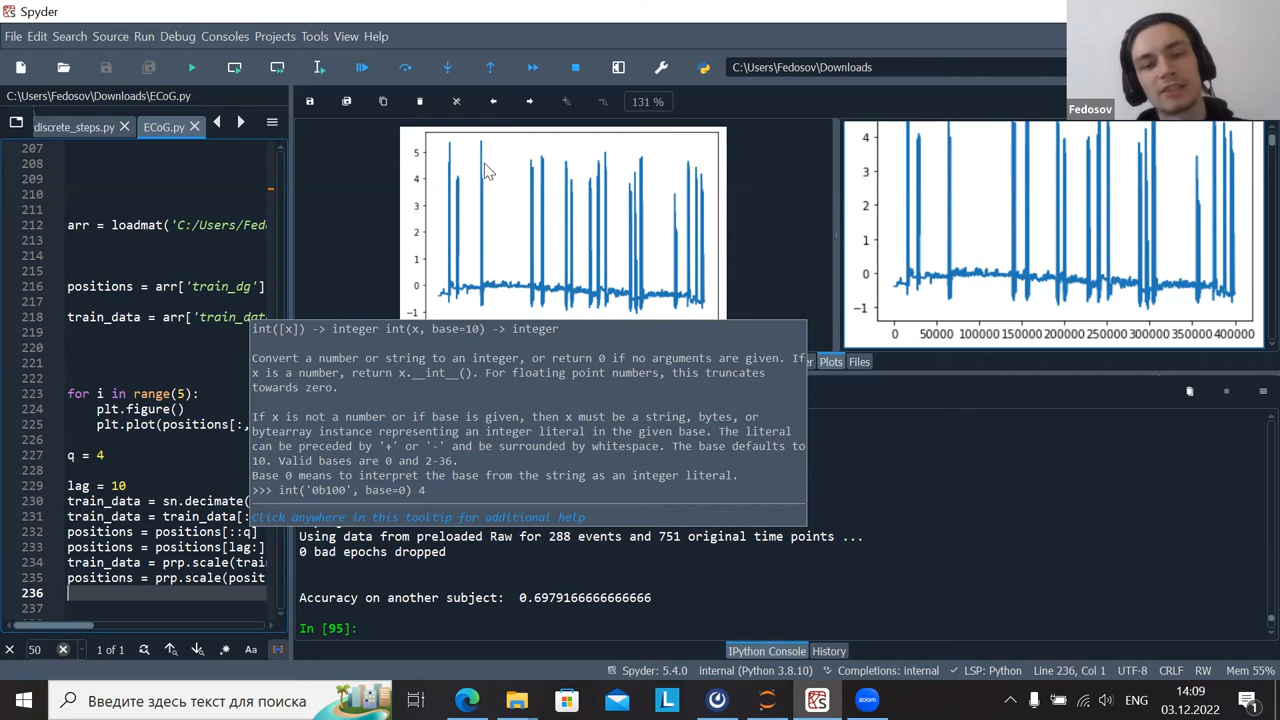 Spyder
File Edit Search Source Run Debug Consoles Projects Tools View Help
C:\Users\Fedosov\Downloads
Fedosov
C:\Users\Fedosov\Downloads\ECoG.py
131 %
discrete_steps.py
ECoG.py
207
208
209
210
211
212 arr = loadmat('C:/Users/Fed
213
214
215
216 positions = arr['train_dg']
217
218 train_data = arr['train_dat
219
220
221
222
223 for i in range(5):
224 plt.figure()
225 plt.plot(positions[:,
227 q = 4
229 lag = 10
230 train_data = sn.decimate(
231 train_data = train_data[:
232 positions = positions[::q]
233 positions = positions[lag:]
234 train_data = prp.scale(trai
235 positions = prp.scale(posit
236
237
5
4
3
2
1
0
−1
4
3
2
1
0
−1
0 50000 100000 150000 200000 250000 300000 350000 400000
Plots Files
int([x]) -> integer int(x, base=10) -> integer
Convert a number or string to an integer, or return 0 if no arguments are given. If
x is a number, return x.__int__(). For floating point numbers, this truncates
towards zero.
If x is not a number or if base is given, then x must be a string, bytes, or
bytearray instance representing an integer literal in the given base. The literal
can be preceded by '+' or '-' and be surrounded by whitespace. The base defaults to
10. Valid bases are 0 and 2-36.
Base 0 means to interpret the base from the string as an integer literal.
>>> int('0b100', base=0) 4
Click anywhere in this tooltip for additional help
Using data from preloaded Raw for 288 events and 751 original time points ...
0 bad epochs dropped
Accuracy on another subject: 0.6979166666666666
In [95]:
50 1 of 1 Aa
IPython Console History
Spyder: 5.4.0 internal (Python 3.8.10) Completions: internal LSP: Python Line 236, Col 1 UTF-8 CRLF RW Mem 55%
Введите здесь текст для поиска
L
zoom
ENG
14:09
03.12.2022
1